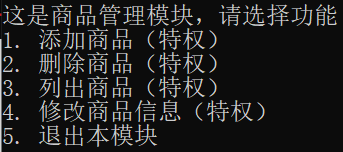 这是商品管理模块，请选择功能
1. 添加商品（特权）
2. 删除商品（特权）
3. 列出商品（特权）
4. 修改商品信息（特权）
5. 退出本模块